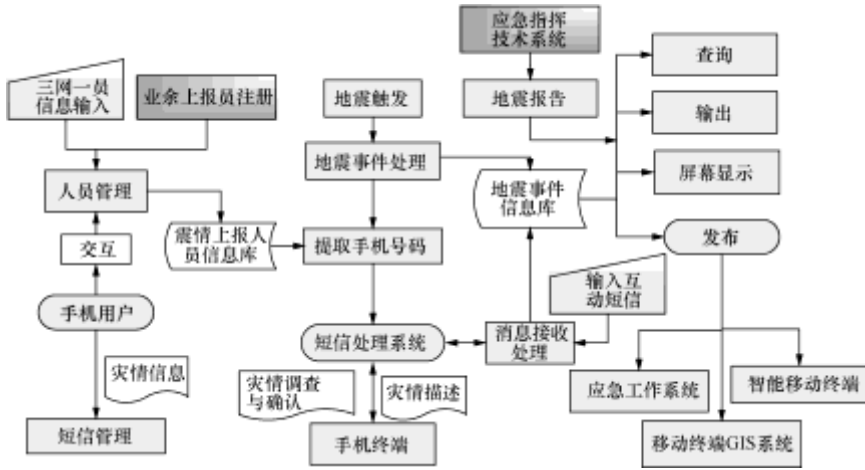 应急指挥
技术系统
查询
三网一员
信息输入
业余上报员注册
地震触发
地震报告
输出
地震事件处理
屏幕显示
人员管理
地震事件
信息库
震情上报人
员信息库
提取手机号码
发布
交互
输入互
动短信
手机用户
短信处理系统
消息接收
处理
灾情信息
灾情调查
与确认
灾情描述
应急工作系统
智能移动终端
短信管理
手机终端
移动终端GIS系统